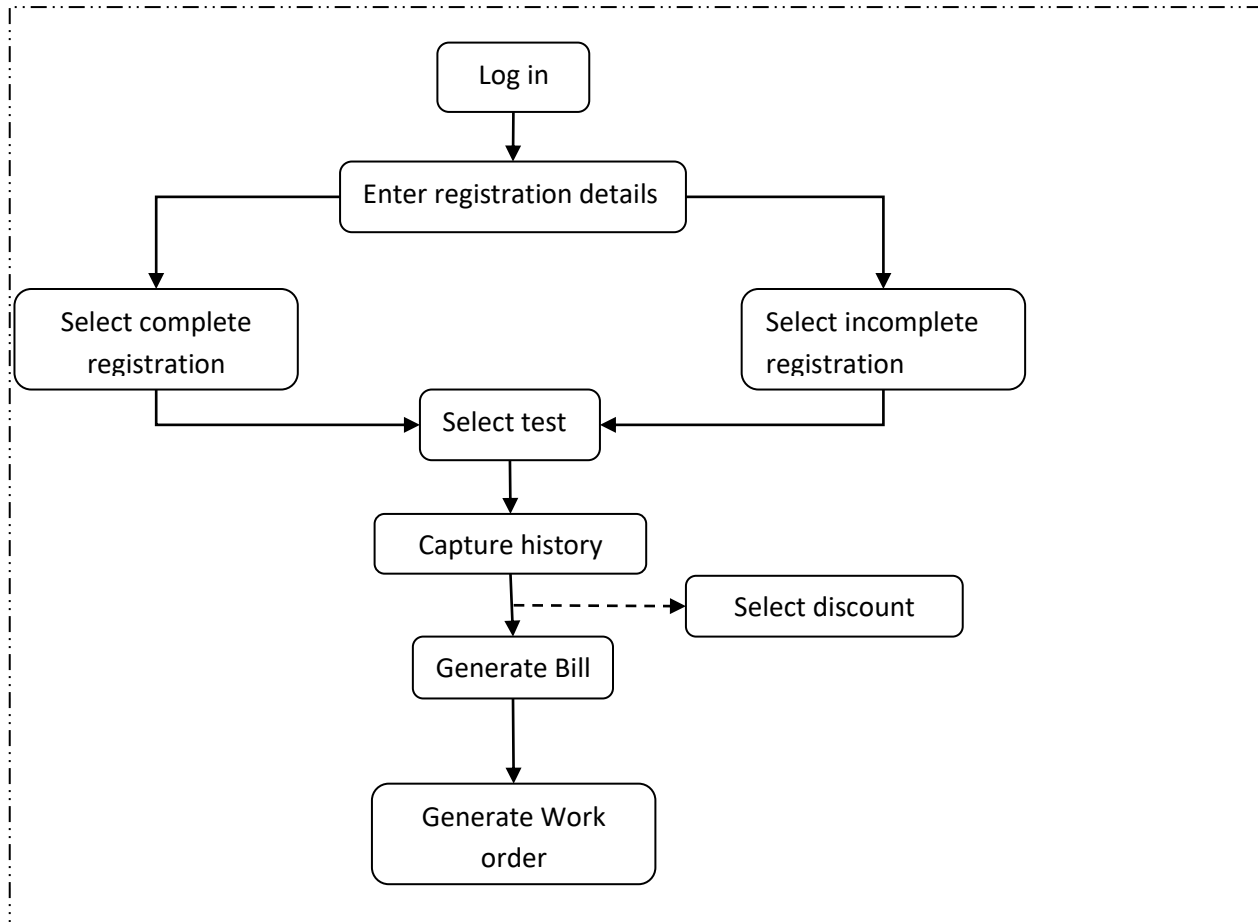 Log in
Enter registration details
Select complete
registration
Select incomplete
registration
Select test
Capture history
Select discount
Generate Bill
Generate Work
order